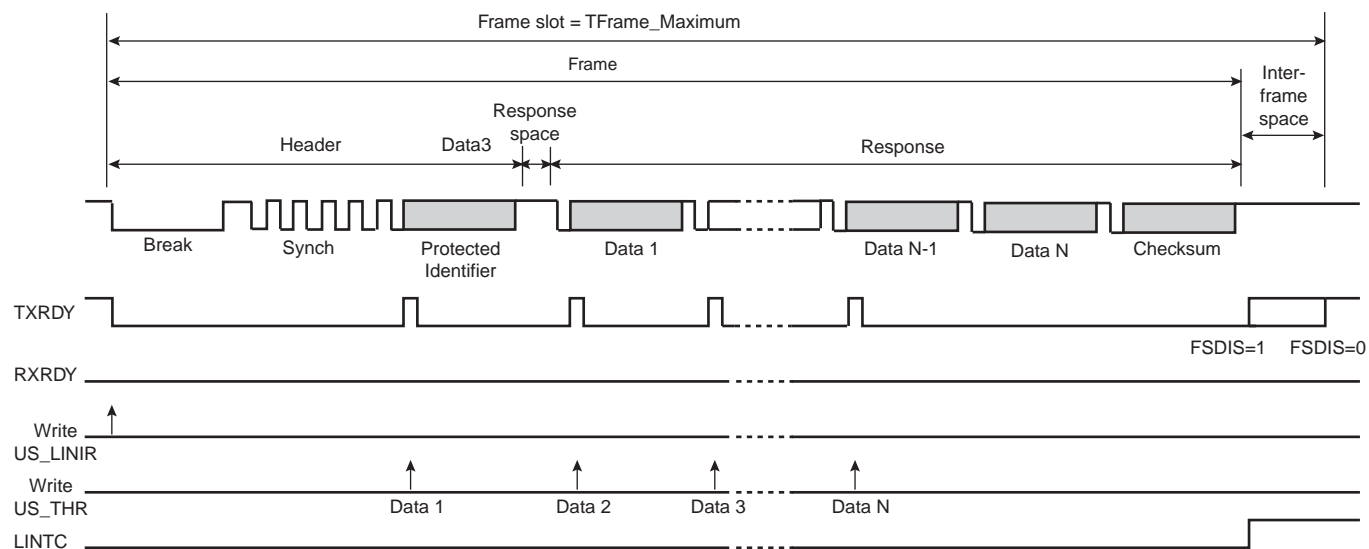 Frame slot = TFrame_Maximum
Frame
Inter-
frame
space
Response
space
Header
Data3
Response
Break
Synch
Protected
Identifier
Data 1
Data N-1
Data N
Checksum
TXRDY
FSDIS=1
FSDIS=0
RXRDY
Write
US_LINIR
Write
US_THR
Data 1
Data 2
Data 3
Data N
LINTC